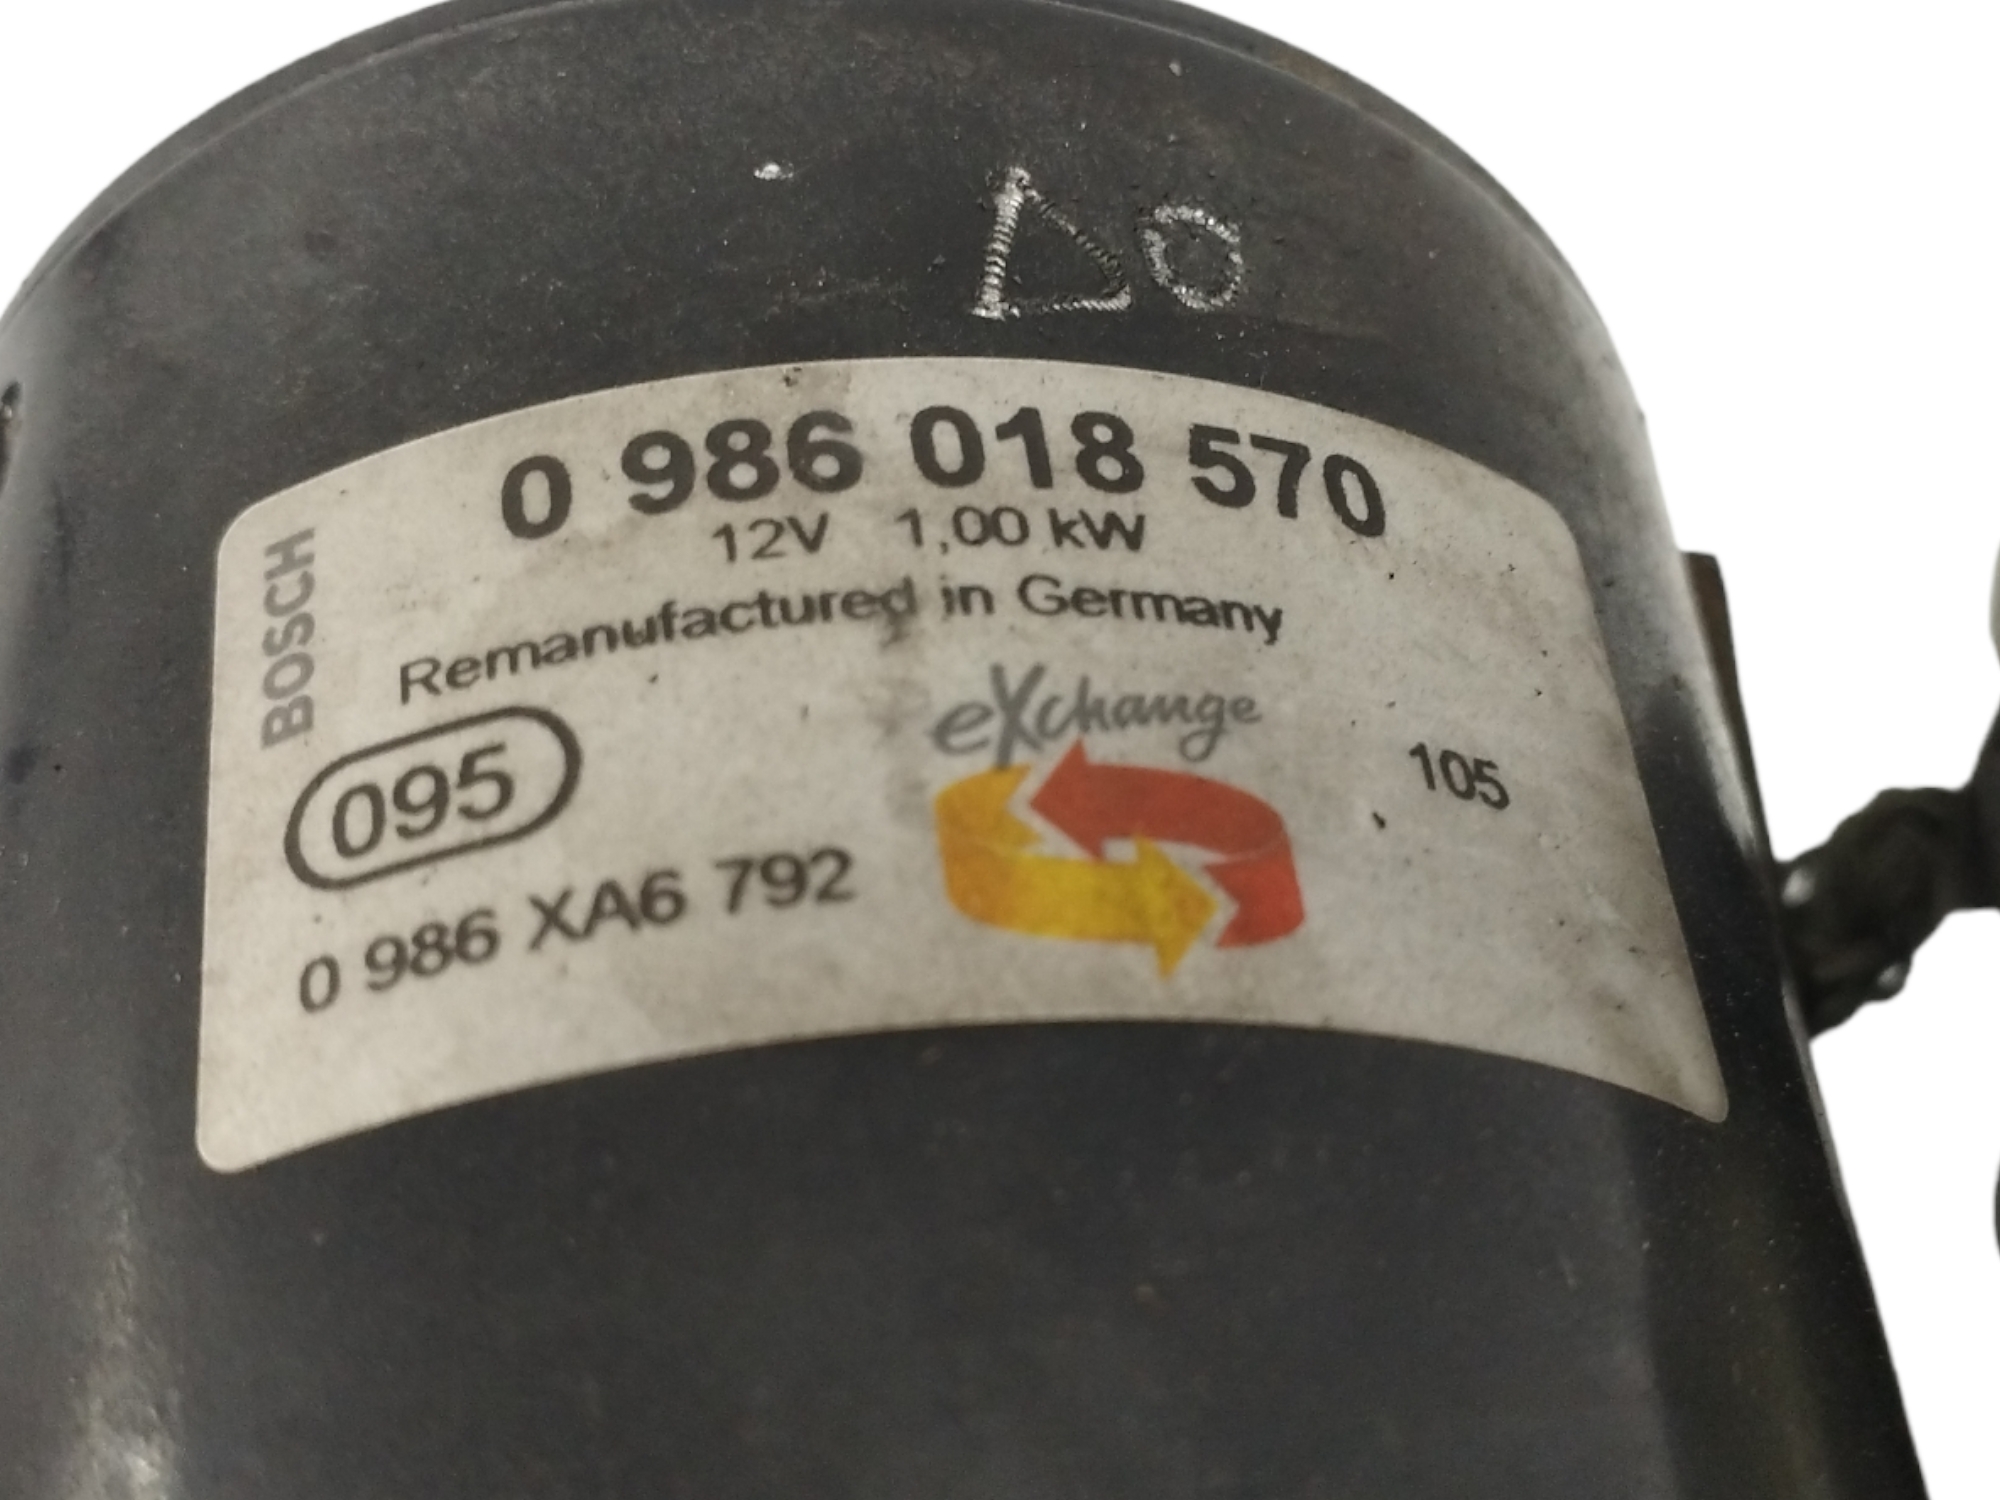 0 986 018 570
12V 1,00 kW
Remanufactured in Germany
BOSCH
eXchange
095
105
0 986 XA6 792